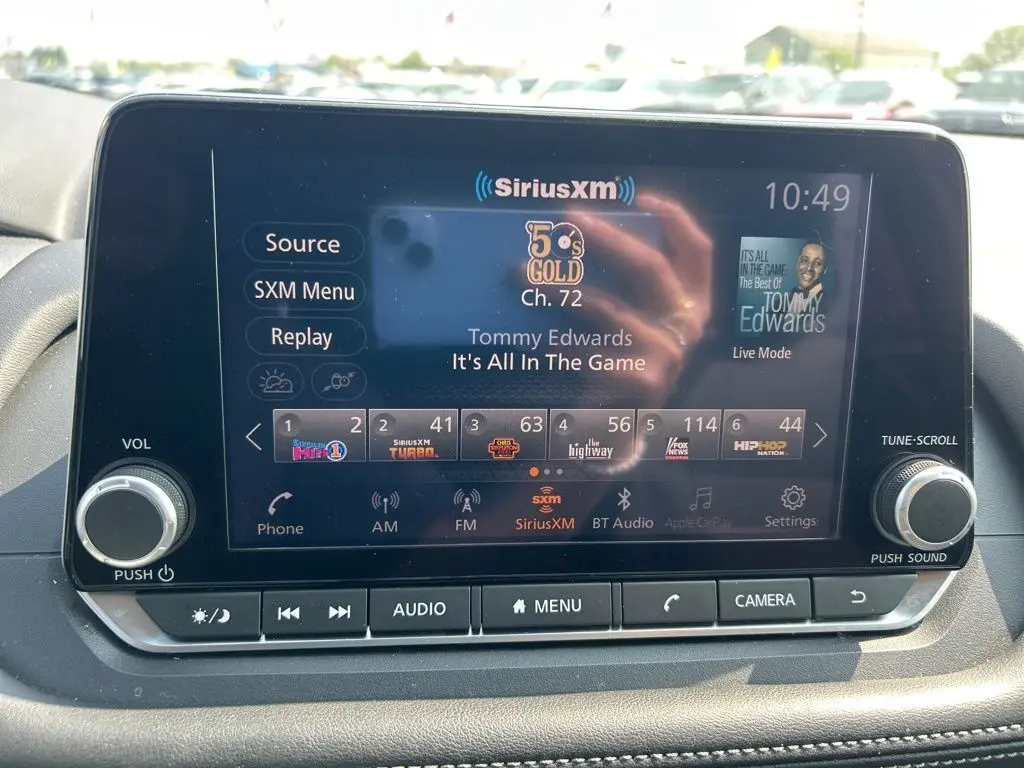 SiriusXM
10:49
Source
SXM Menu
Replay
50s
GOLD
Ch. 72
Tommy Edwards
It's All In The Game
IT'S ALL
IN THE GAME
The Best Of
TOMMY
Edwards
Live Mode
1 2
2 41
SiriusXM
TURBO
3 63
4 56
the
highway
5 114
FOX
NEWS
6 44
HIPHOP
NATION
Phone
AM
FM
sxm
SiriusXM
BT Audio
Apple CarPlay
Settings
VOL
PUSH
TUNE·SCROLL
PUSH SOUND
AUDIO
MENU
CAMERA